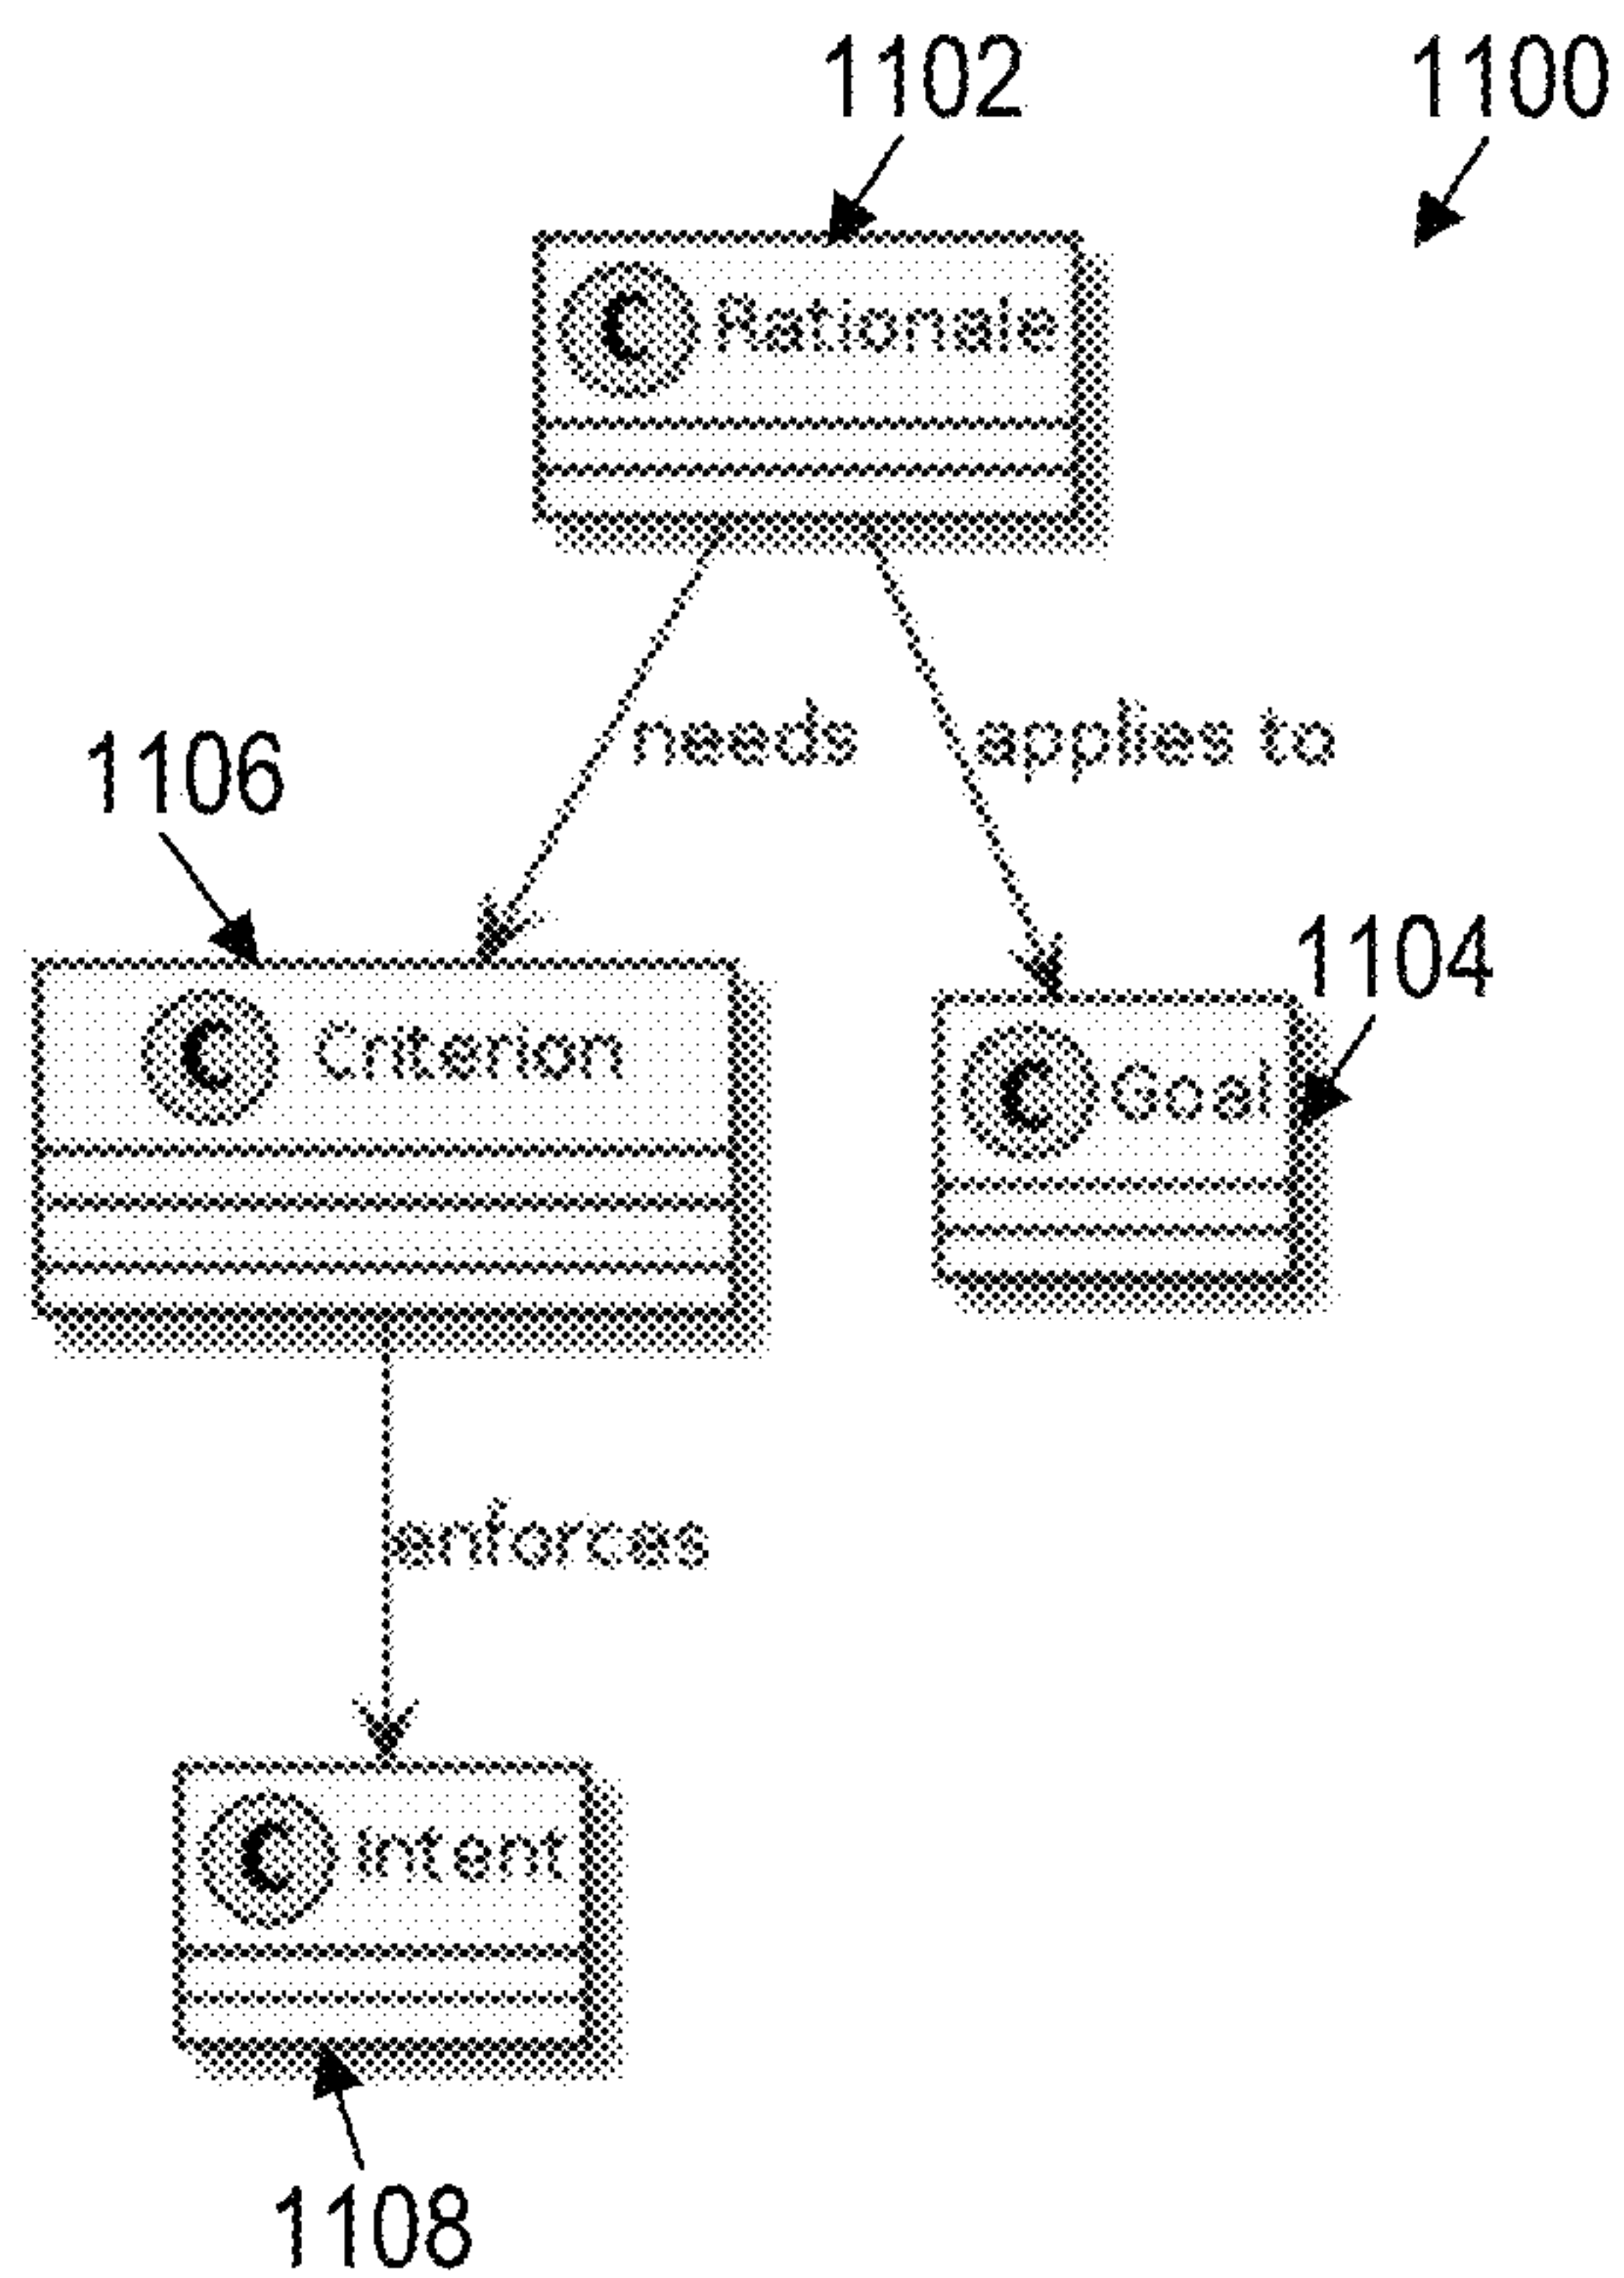 1102
1100
C Rationale
needs
applies to
1106
1104
C Criterion
C Goal
enforces
C Intent
1108